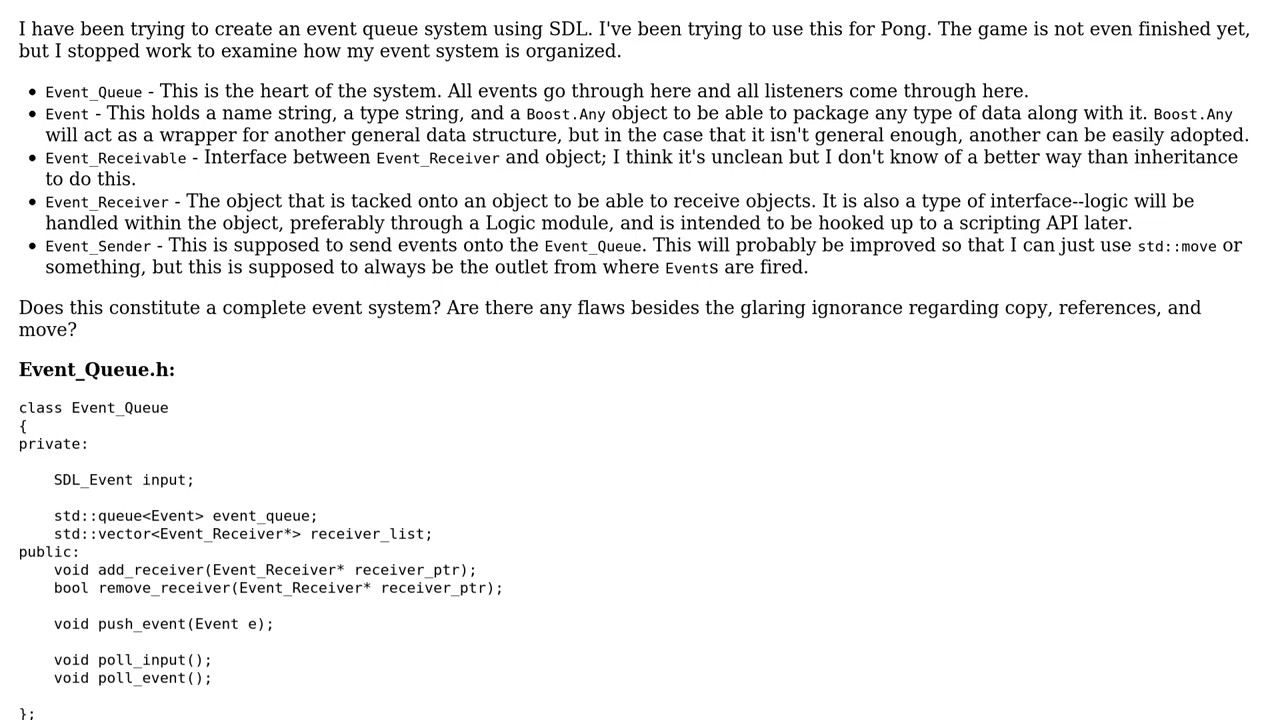 I have been trying to create an event queue system using SDL. I've been trying to use this for Pong. The game is not even finished yet,
but I stopped work to examine how my event system is organized.
• Event_Queue - This is the heart of the system. All events go through here and all listeners come through here.
• Event - This holds a name string, a type string, and a Boost.Any object to be able to package any type of data along with it. Boost.Any
will act as a wrapper for another general data structure, but in the case that it isn't general enough, another can be easily adopted.
• Event_Receivable - Interface between Event_Receiver and object; I think it's unclean but I don't know of a better way than inheritance
to do this.
• Event_Receiver - The object that is tacked onto an object to be able to receive objects. It is also a type of interface--logic will be
handled within the object, preferably through a Logic module, and is intended to be hooked up to a scripting API later.
• Event_Sender - This is supposed to send events onto the Event_Queue. This will probably be improved so that I can just use std::move or
something, but this is supposed to always be the outlet from where Events are fired.
Does this constitute a complete event system? Are there any flaws besides the glaring ignorance regarding copy, references, and
move?
Event_Queue.h:
class Event_Queue
{
private:
    SDL_Event input;
    std::queue<Event> event_queue;
    std::vector<Event_Receiver*> receiver_list;
public:
    void add_receiver(Event_Receiver* receiver_ptr);
    bool remove_receiver(Event_Receiver* receiver_ptr);
    void push_event(Event e);
    void poll_input();
    void poll_event();
};